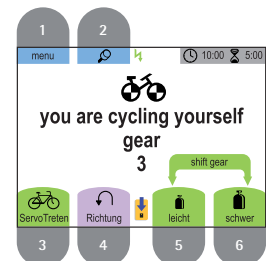 1 2
menu 10:00 5:00
you are cycling yourself
gear
3
shift gear
ServoTreten Richtung leicht schwer
3 4 5 6